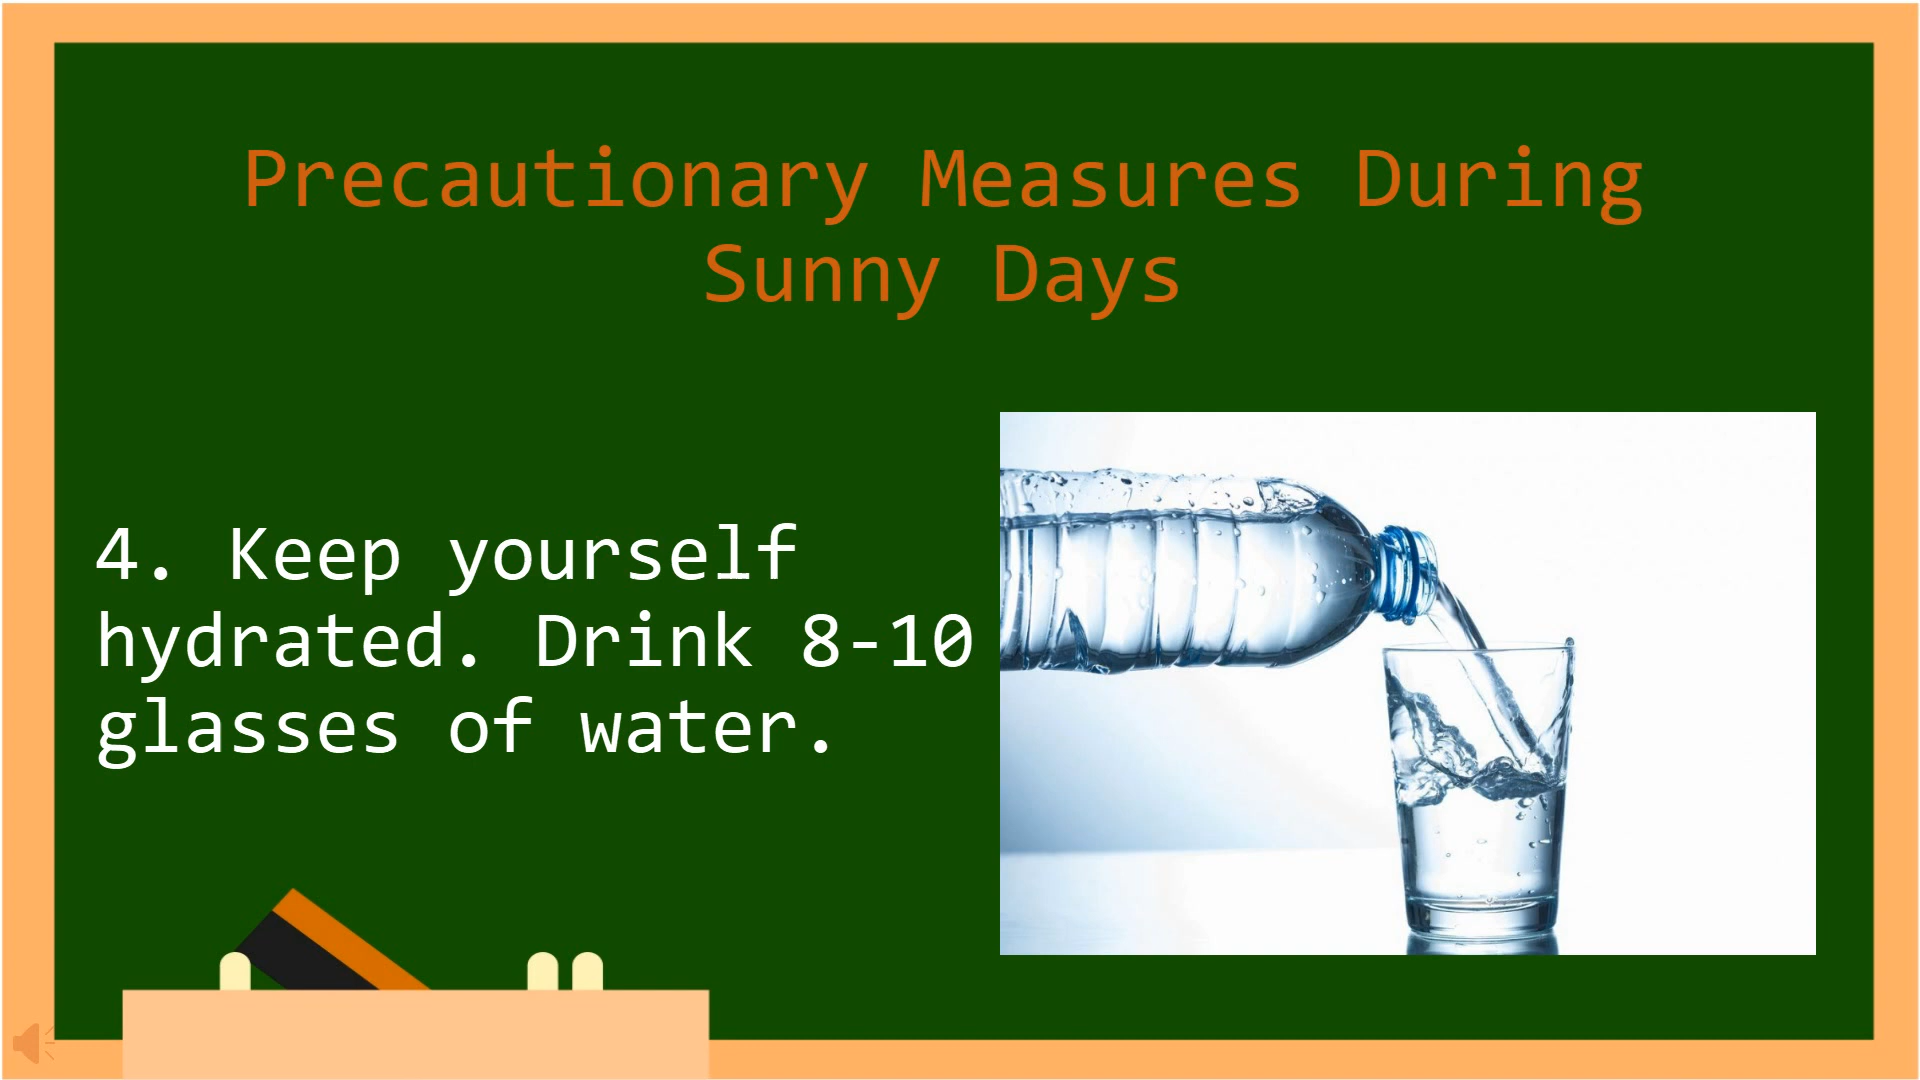 Precautionary Measures During
Sunny Days
4. Keep yourself
hydrated. Drink 8-10
glasses of water.